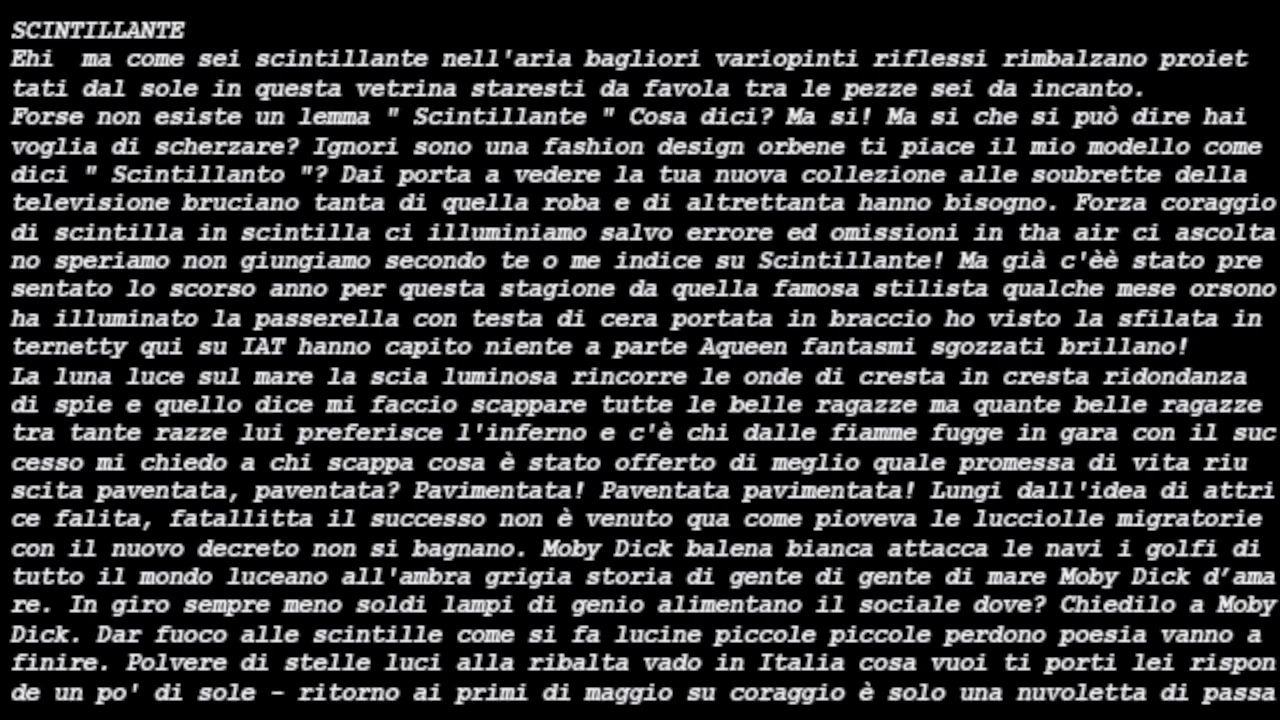 SCINTILLANTE
Ehi  ma come sei scintillante nell'aria bagliori variopinti riflessi rimbalzano proiet
tati dal sole in questa vetrina staresti da favola tra le pezze sei da incanto.
Forse non esiste un lemma " Scintillante " Cosa dici? Ma si! Ma si che si può dire hai
voglia di scherzare? Ignori sono una fashion design orbene ti piace il mio modello come
dici " Scintillanto "? Dai porta a vedere la tua nuova collezione alle soubrette della
televisione bruciano tanta di quella roba e di altrettanta hanno bisogno. Forza coraggio
di scintilla in scintilla ci illuminiamo salvo errore ed omissioni in tha air ci ascolta
no speriamo non giungiamo secondo te o me indice su Scintillante! Ma già c'èè stato pre
sentato lo scorso anno per questa stagione da quella famosa stilista qualche mese orsono
ha illuminato la passerella con testa di cera portata in braccio ho visto la sfilata in
ternetty qui su IAT hanno capito niente a parte Aqueen fantasmi sgozzati brillano!
La luna luce sul mare la scia luminosa rincorre le onde di cresta in cresta ridondanza
di spie e quello dice mi faccio scappare tutte le belle ragazze ma quante belle ragazze
tra tante razze lui preferisce l'inferno e c'è chi dalle fiamme fugge in gara con il suc
cesso mi chiedo a chi scappa cosa è stato offerto di meglio quale promessa di vita riu
scita paventata, paventata? Pavimentata! Paventata pavimentata! Lungi dall'idea di attri
ce falita, fatallitta il successo non è venuto qua come pioveva le lucciolle migratorie
con il nuovo decreto non si bagnano. Moby Dick balena bianca attacca le navi i golfi di
tutto il mondo luceano all'ambra grigia storia di gente di gente di mare Moby Dick d’ama
re. In giro sempre meno soldi lampi di genio alimentano il sociale dove? Chiedilo a Moby
Dick. Dar fuoco alle scintille come si fa lucine piccole piccole perdono poesia vanno a
finire. Polvere di stelle luci alla ribalta vado in Italia cosa vuoi ti porti lei rispon
de un po' di sole - ritorno ai primi di maggio su coraggio è solo una nuvoletta di passa